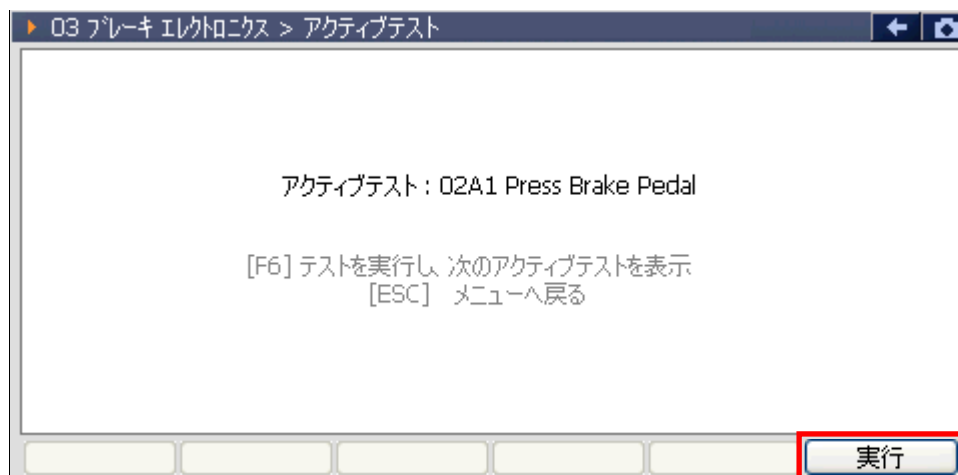 03 ブレーキ エレクトロニクス > アクティブテスト
アクティブテスト : 02A1 Press Brake Pedal
[F6] テストを実行し、次のアクティブテストを表示
[ESC] メニューへ戻る
実行